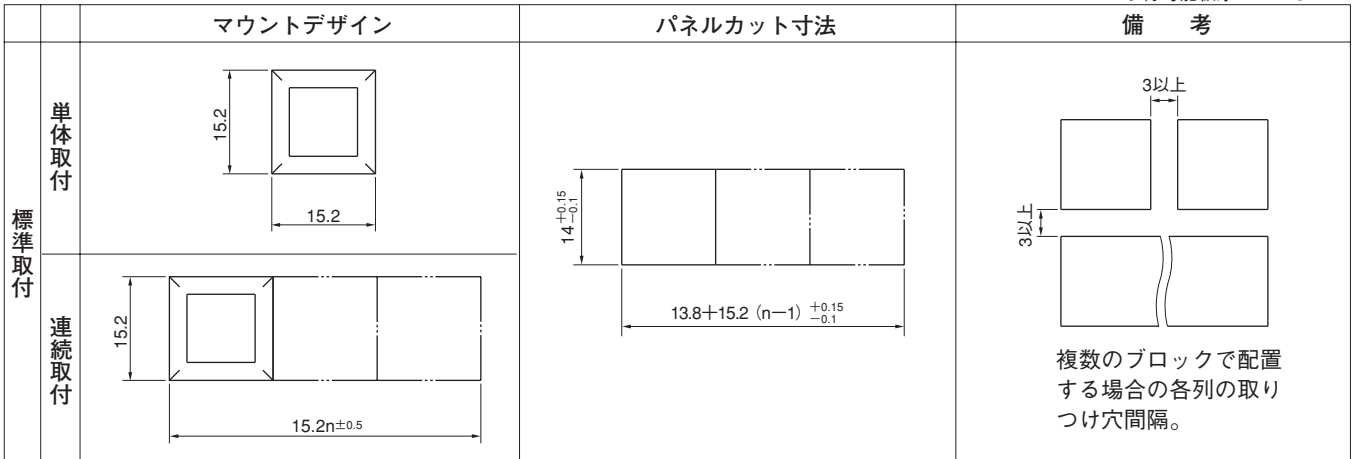 マウントデザイン
パネルカット寸法
備 考
標準取付
単体取付
15.2
15.2
連続取付
15.2
15.2n±0.5
14 +0.15 −0.1
13.8+15.2 (n−1) +0.15 −0.1
3以上
3以上
複数のブロックで配置
する場合の各列の取り
つけ穴間隔。